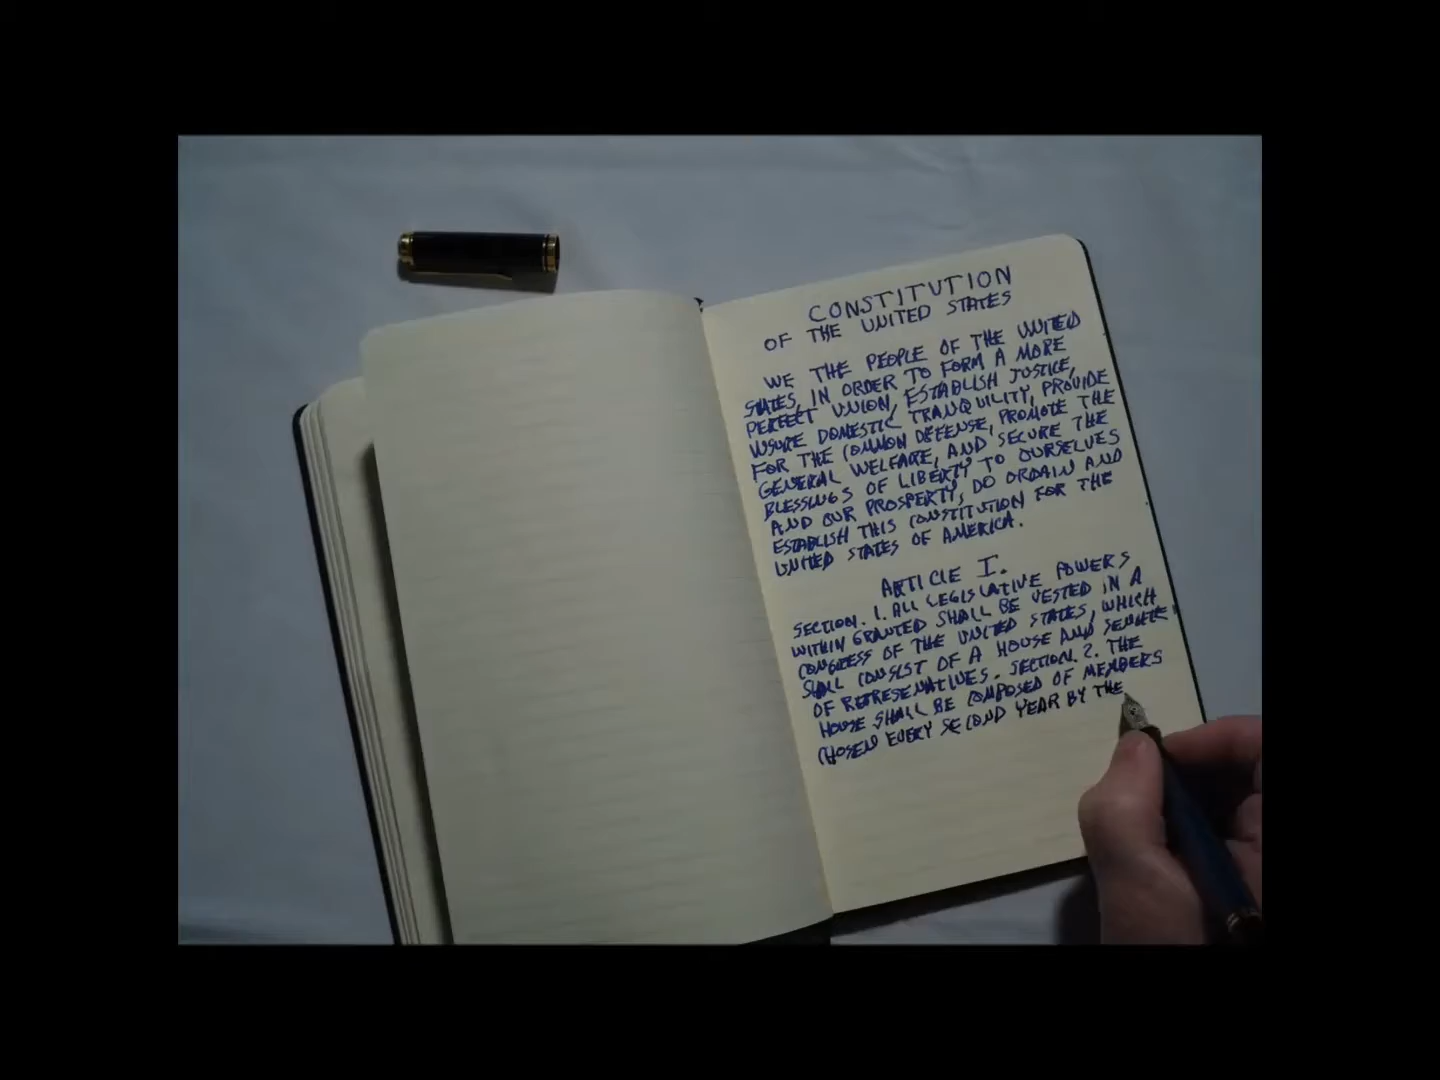 CONSTITUTION
OF THE UNITED STATES
WE THE PEOPLE OF THE UNITED
STATES, IN ORDER TO FORM A MORE
PERFECT UNION, ESTABLISH JUSTICE,
INSURE DOMESTIC TRANQUILITY, PROVIDE
FOR THE COMMON DEFENSE, PROMOTE THE
GENERAL WELFARE, AND SECURE THE
BLESSINGS OF LIBERTY TO OURSELVES
AND OUR PROSPERTY, DO ORDAIN AND
ESTABLISH THIS CONSTITUTION FOR THE
UNITED STATES OF AMERICA.
ARTICLE I.
SECTION. 1. ALL LEGISLATIVE POWERS
WITHIN GRANTED SHALL BE VESTED IN A
CONGRESS OF THE UNITED STATES, WHICH
SHALL CONSIST OF A HOUSE AND SENATE,
OF REPRESENATIVES. SECTION. 2. THE
HOUSE SHALL BE COMPOSED OF MEMBERS
CHOSEN EVERY SECOND YEAR BY THE